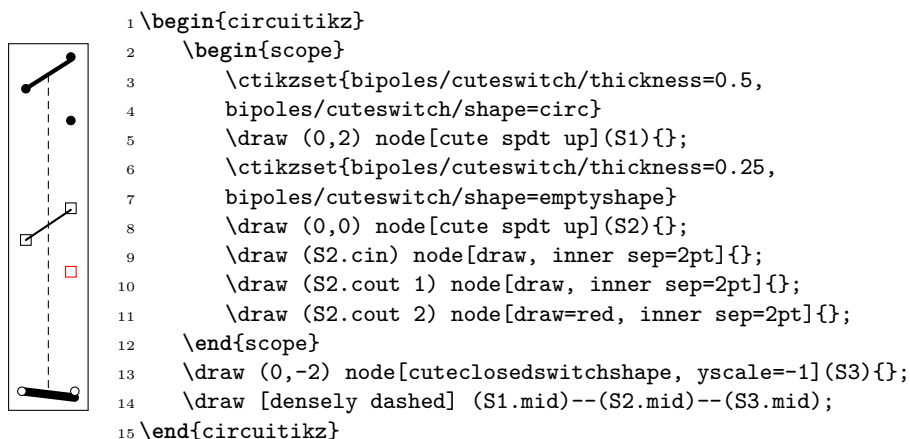 1 \begin{circuitikz}
2     \begin{scope}
3         \ctikzset{bipoles/cuteswitch/thickness=0.5,
4         bipoles/cuteswitch/shape=circ}
5         \draw (0,2) node[cute spdt up](S1){};
6         \ctikzset{bipoles/cuteswitch/thickness=0.25,
7         bipoles/cuteswitch/shape=emptyshape}
8         \draw (0,0) node[cute spdt up](S2){};
9         \draw (S2.cin) node[draw, inner sep=2pt]{};
10         \draw (S2.cout 1) node[draw, inner sep=2pt]{};
11         \draw (S2.cout 2) node[draw=red, inner sep=2pt]{};
12     \end{scope}
13     \draw (0,-2) node[cuteclosedswitchshape, yscale=-1](S3){};
14     \draw [densely dashed] (S1.mid)--(S2.mid)--(S3.mid);
15 \end{circuitikz}